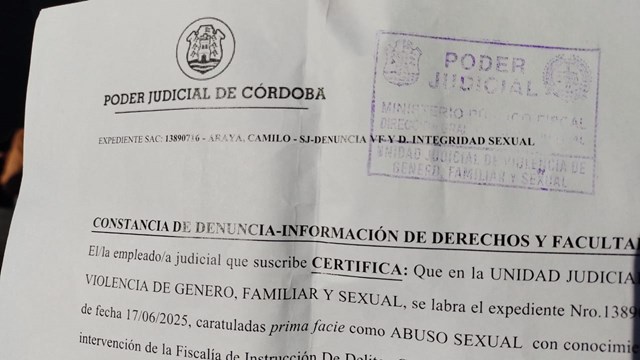 PODER JUDICIAL DE CÓRDOBA
PODER
JUDICIAL
MINISTERIO PÚBLICO FISCAL
UNIDAD JUDICIAL DE VIOLENCIA DE
GENERO, FAMILIAR Y SEXUAL
EXPEDIENTE SAC: 13890716 - ARAYA, CAMILO - SJ-DENUNCIA VF Y D. INTEGRIDAD SEXUAL
CONSTANCIA DE DENUNCIA-INFORMACIÓN DE DERECHOS Y FACULTA
El/la empleado/a judicial que suscribe CERTIFICA: Que en la UNIDAD JUDICIA
VIOLENCIA DE GENERO, FAMILIAR Y SEXUAL, se labra el expediente Nro.1389
de fecha 17/06/2025, caratuladas prima facie como ABUSO SEXUAL con conocimie
intervención de la Fiscalía de Instrucción De